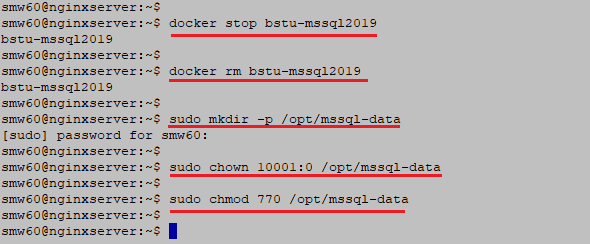 smw60@nginxserver:~$
smw60@nginxserver:~$ docker stop bstu-mssql2019
bstu-mssql2019
smw60@nginxserver:~$
smw60@nginxserver:~$ docker rm bstu-mssql2019
bstu-mssql2019
smw60@nginxserver:~$
smw60@nginxserver:~$ sudo mkdir -p /opt/mssql-data
[sudo] password for smw60:
smw60@nginxserver:~$
smw60@nginxserver:~$ sudo chown 10001:0 /opt/mssql-data
smw60@nginxserver:~$
smw60@nginxserver:~$ sudo chmod 770 /opt/mssql-data
smw60@nginxserver:~$
smw60@nginxserver:~$